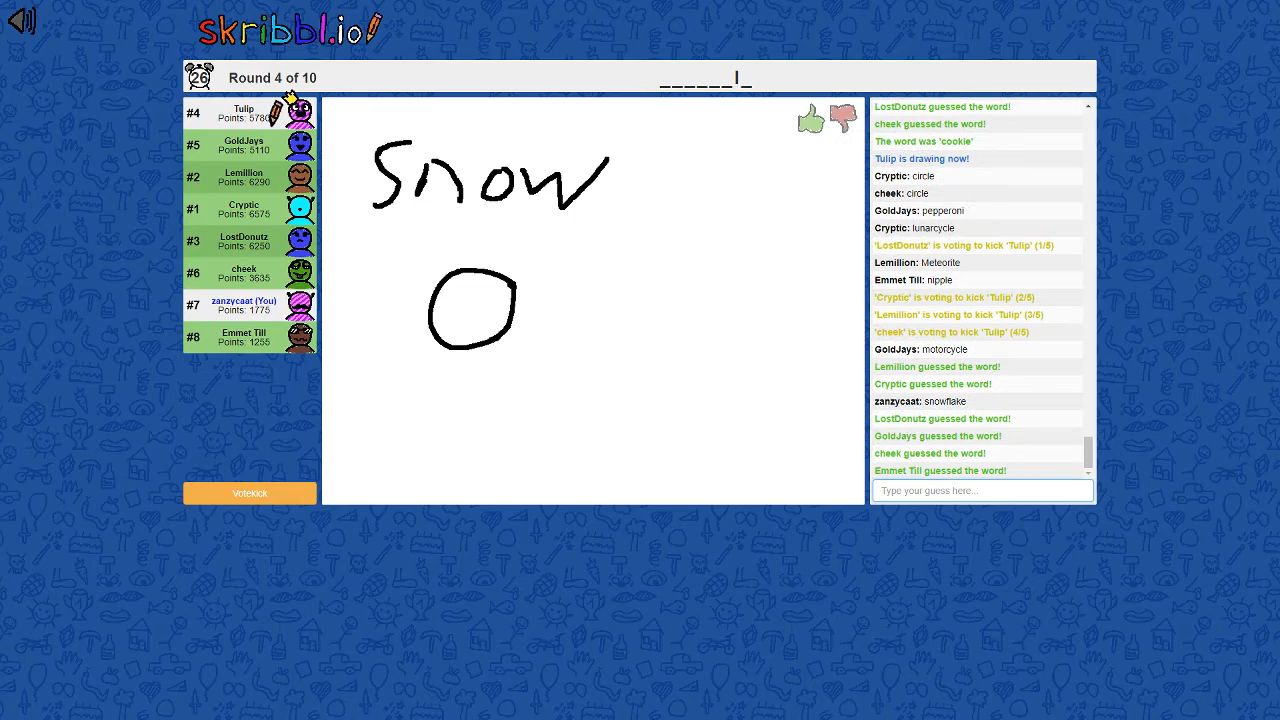 skribbl.io
26 Round 4 of 10 ______l_
#4 Tulip
Points: 5780
#5 GoldJays
Points: 5110
#2 Lemillion
Points: 6290
#1 Cryptic
Points: 6575
#3 LostDonutz
Points: 6250
#6 cheek
Points: 3635
#7 zanzycaat (You)
Points: 1775
#8 Emmet Till
Points: 1255
Votekick
Snow
LostDonutz guessed the word!
cheek guessed the word!
The word was 'cookie'
Tulip is drawing now!
Cryptic: circle
cheek: circle
GoldJays: pepperoni
Cryptic: lunarcycle
'LostDonutz' is voting to kick 'Tulip' (1/5)
Lemillion: Meteorite
Emmet Till: nipple
'Cryptic' is voting to kick 'Tulip' (2/5)
'Lemillion' is voting to kick 'Tulip' (3/5)
'cheek' is voting to kick 'Tulip' (4/5)
GoldJays: motorcycle
Lemillion guessed the word!
Cryptic guessed the word!
zanzycaat: snowflake
LostDonutz guessed the word!
GoldJays guessed the word!
cheek guessed the word!
Emmet Till guessed the word!
Type your guess here...